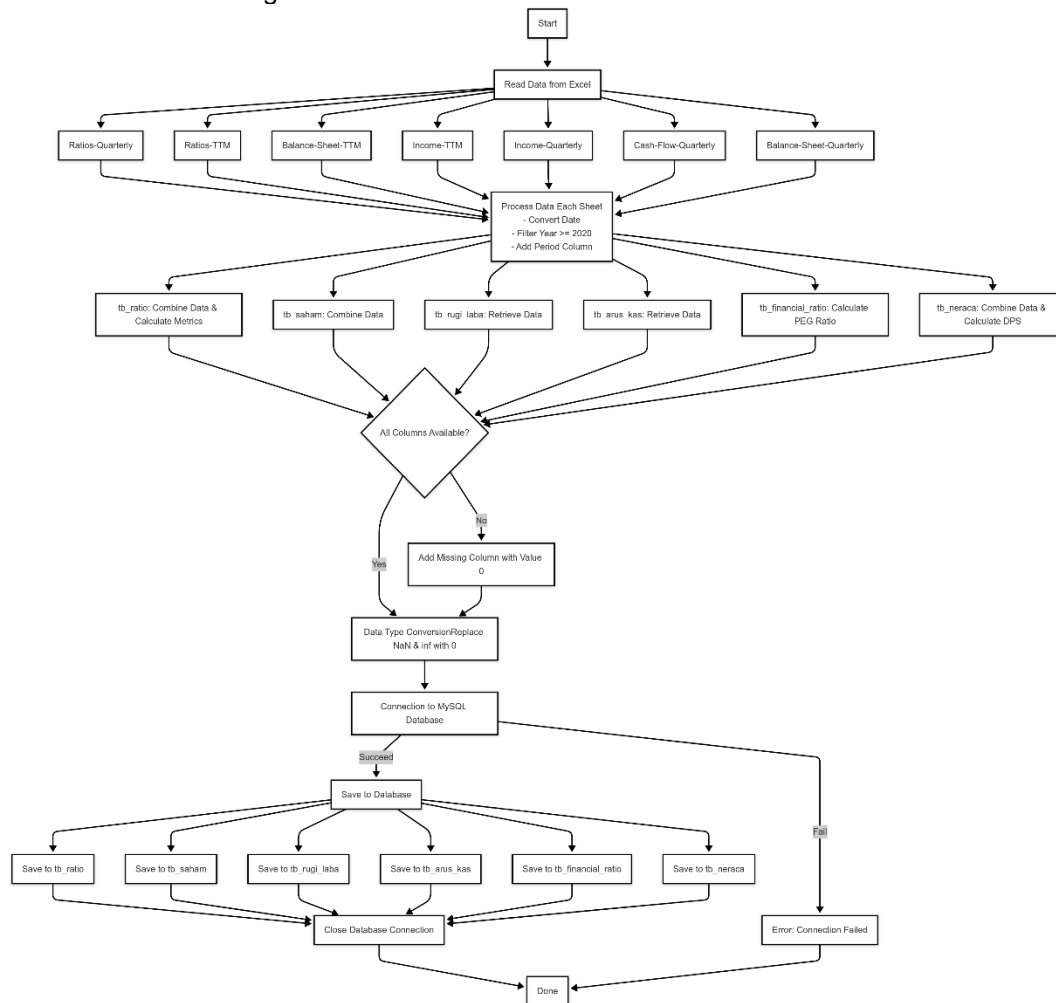 g
Start
Read Data from Excel
Ratios-Quarterly
Ratios-TTM
Balance-Sheet-TTM
Income-TTM
Income-Quarterly
Cash-Flow-Quarterly
Balance-Sheet-Quarterly
Process Data Each Sheet
- Convert Date
- Filter Year >= 2020
- Add Period Column
tb_ratio: Combine Data &
Calculate Metrics
tb_saham: Combine Data
tb_rugi_laba: Retrieve Data
tb_arus_kas: Retrieve Data
tb_financial_ratio: Calculate
PEG Ratio
tb_neraca: Combine Data &
Calculate DPS
All Columns Available?
No
Yes
Add Missing Column with Value
0
Data Type ConversionReplace
NaN & inf with 0
Connection to MySQL
Database
Succeed
Save to Database
Fail
Save to tb_ratio
Save to tb_saham
Save to tb_rugi_laba
Save to tb_arus_kas
Save to tb_financial_ratio
Save to tb_neraca
Close Database Connection
Error: Connection Failed
Done